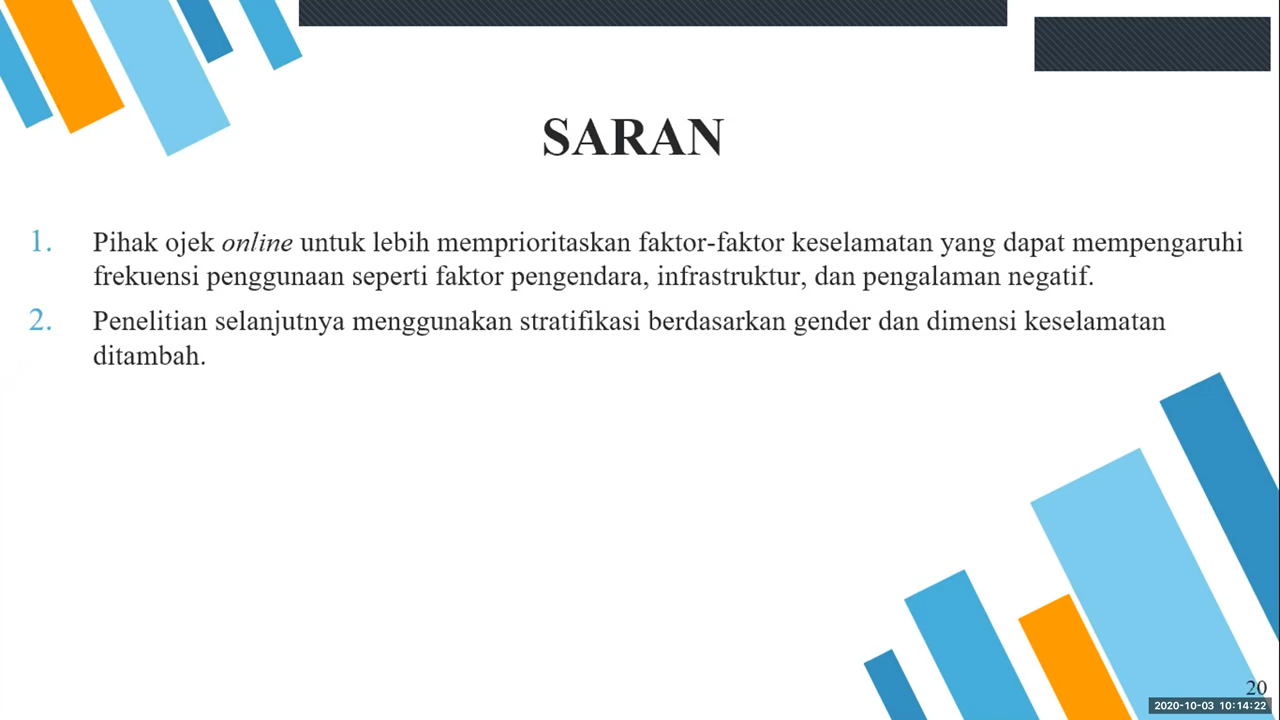 SARAN
1. Pihak ojek online untuk lebih memprioritaskan faktor-faktor keselamatan yang dapat mempengaruhi
frekuensi penggunaan seperti faktor pengendara, infrastruktur, dan pengalaman negatif.
2. Penelitian selanjutnya menggunakan stratifikasi berdasarkan gender dan dimensi keselamatan
ditambah.
20
2020-10-03 10:14:22